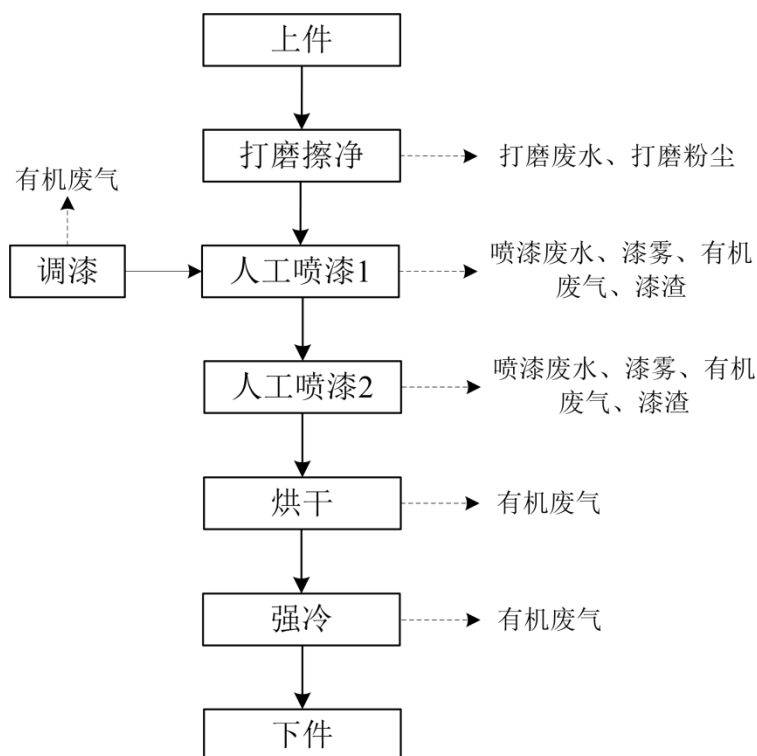 上件
打磨擦净
打磨废水、打磨粉尘
有机废气
调漆
人工喷漆1
喷漆废水、漆雾、有机
废气、漆渣
人工喷漆2
喷漆废水、漆雾、有机
废气、漆渣
烘干
有机废气
强冷
有机废气
下件